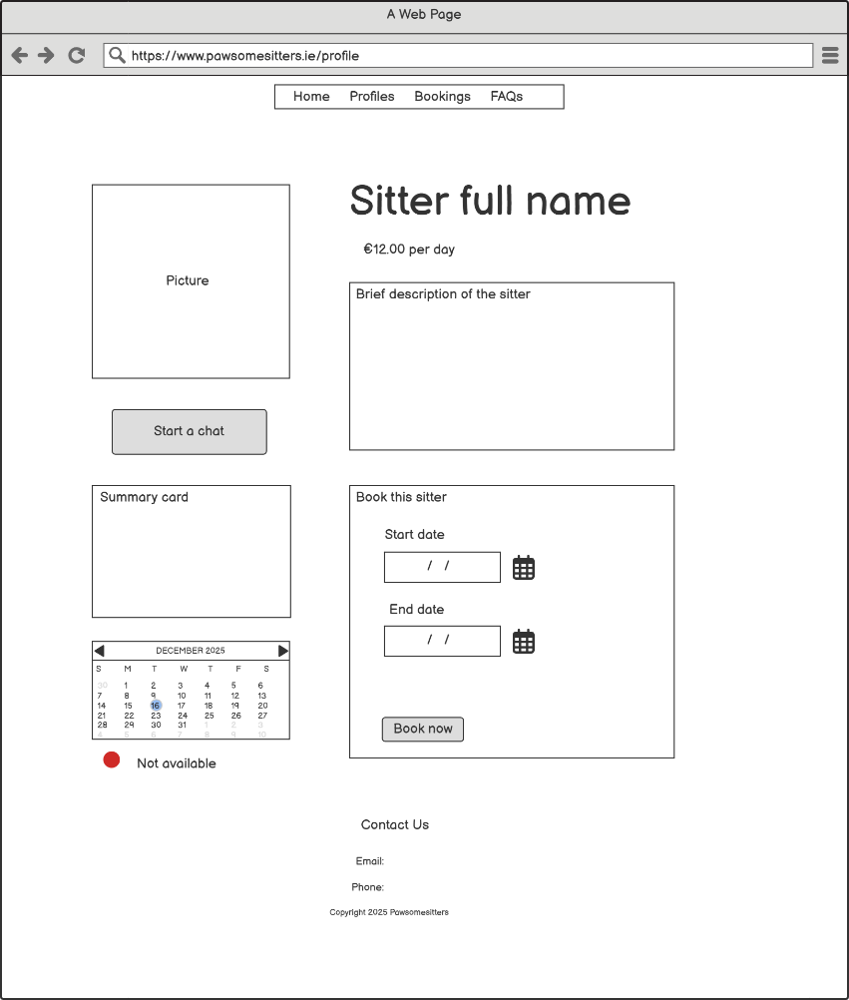 A Web Page
https://www.pawsomesitters.ie/profile
Home Profiles Bookings FAQs
Sitter full name
€12.00 per day
Picture
Brief description of the sitter
Start a chat
Summary card
Book this sitter
Start date
/ /
End date
/ /
Book now
DECEMBER 2025
S M T W T F S
30 1 2 3 4 5 6
7 8 9 10 11 12 13
14 15 16 17 18 19 20
21 22 23 24 25 26 27
28 29 30 31 1 2 3
4 5 6 7 8 9 10
Not available
Contact Us
Email:
Phone:
Copyright 2025 Pawsomesitters